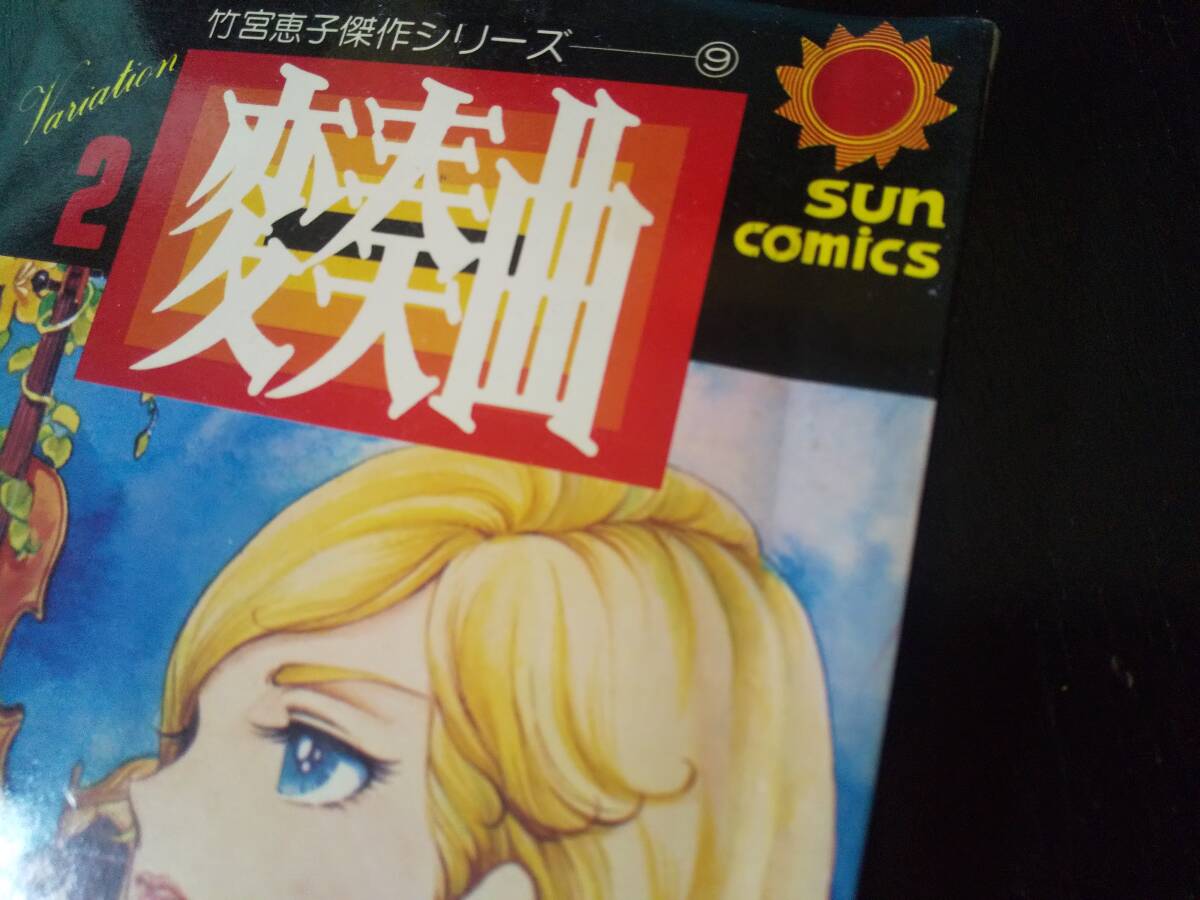 竹宮恵子傑作シリーズ──⑨
Variation
2
変奏曲
sun
comics